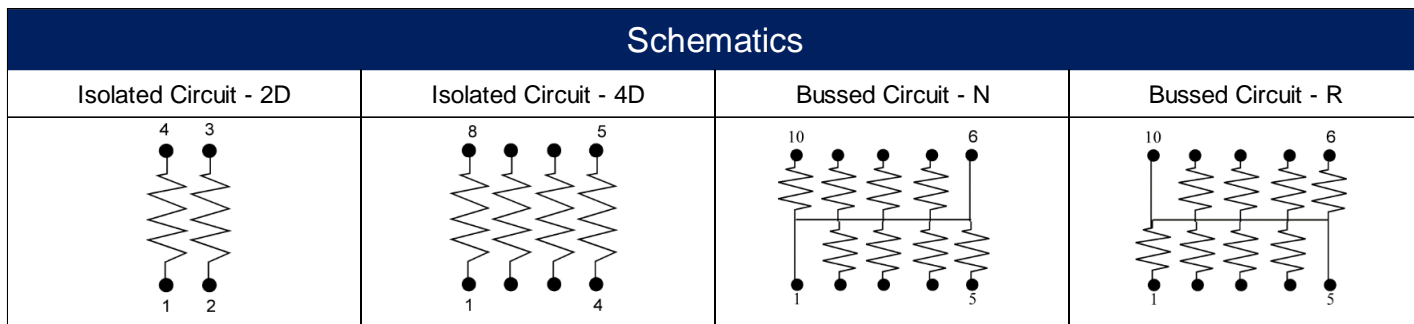 Schematics
Isolated Circuit - 2D Isolated Circuit - 4D Bussed Circuit - N Bussed Circuit - R
4 3 8 5 10 6 10 6
1 2 1 4 1 5 1 5